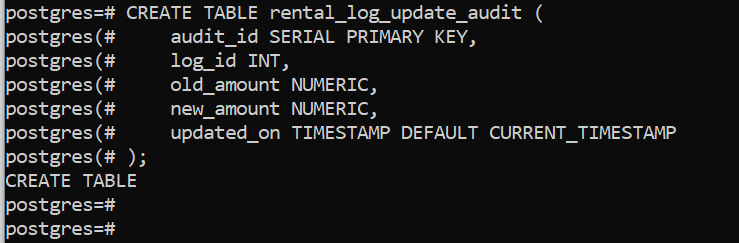 postgres=# CREATE TABLE rental_log_update_audit (
postgres(#     audit_id SERIAL PRIMARY KEY,
postgres(#     log_id INT,
postgres(#     old_amount NUMERIC,
postgres(#     new_amount NUMERIC,
postgres(#     updated_on TIMESTAMP DEFAULT CURRENT_TIMESTAMP
postgres(# );
CREATE TABLE
postgres=#
postgres=#